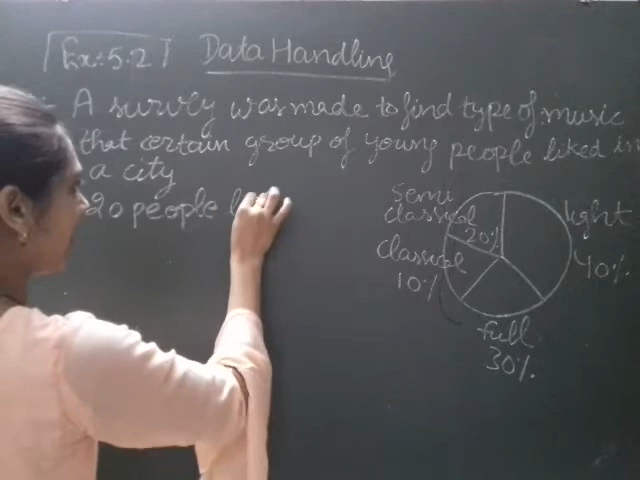 Ex:5.2 Data Handling
A survey was made to find type of music
that certain group of young people liked in
a city
20 people l
Semi
classical
20%
light
40%
classical
10%
full
30%